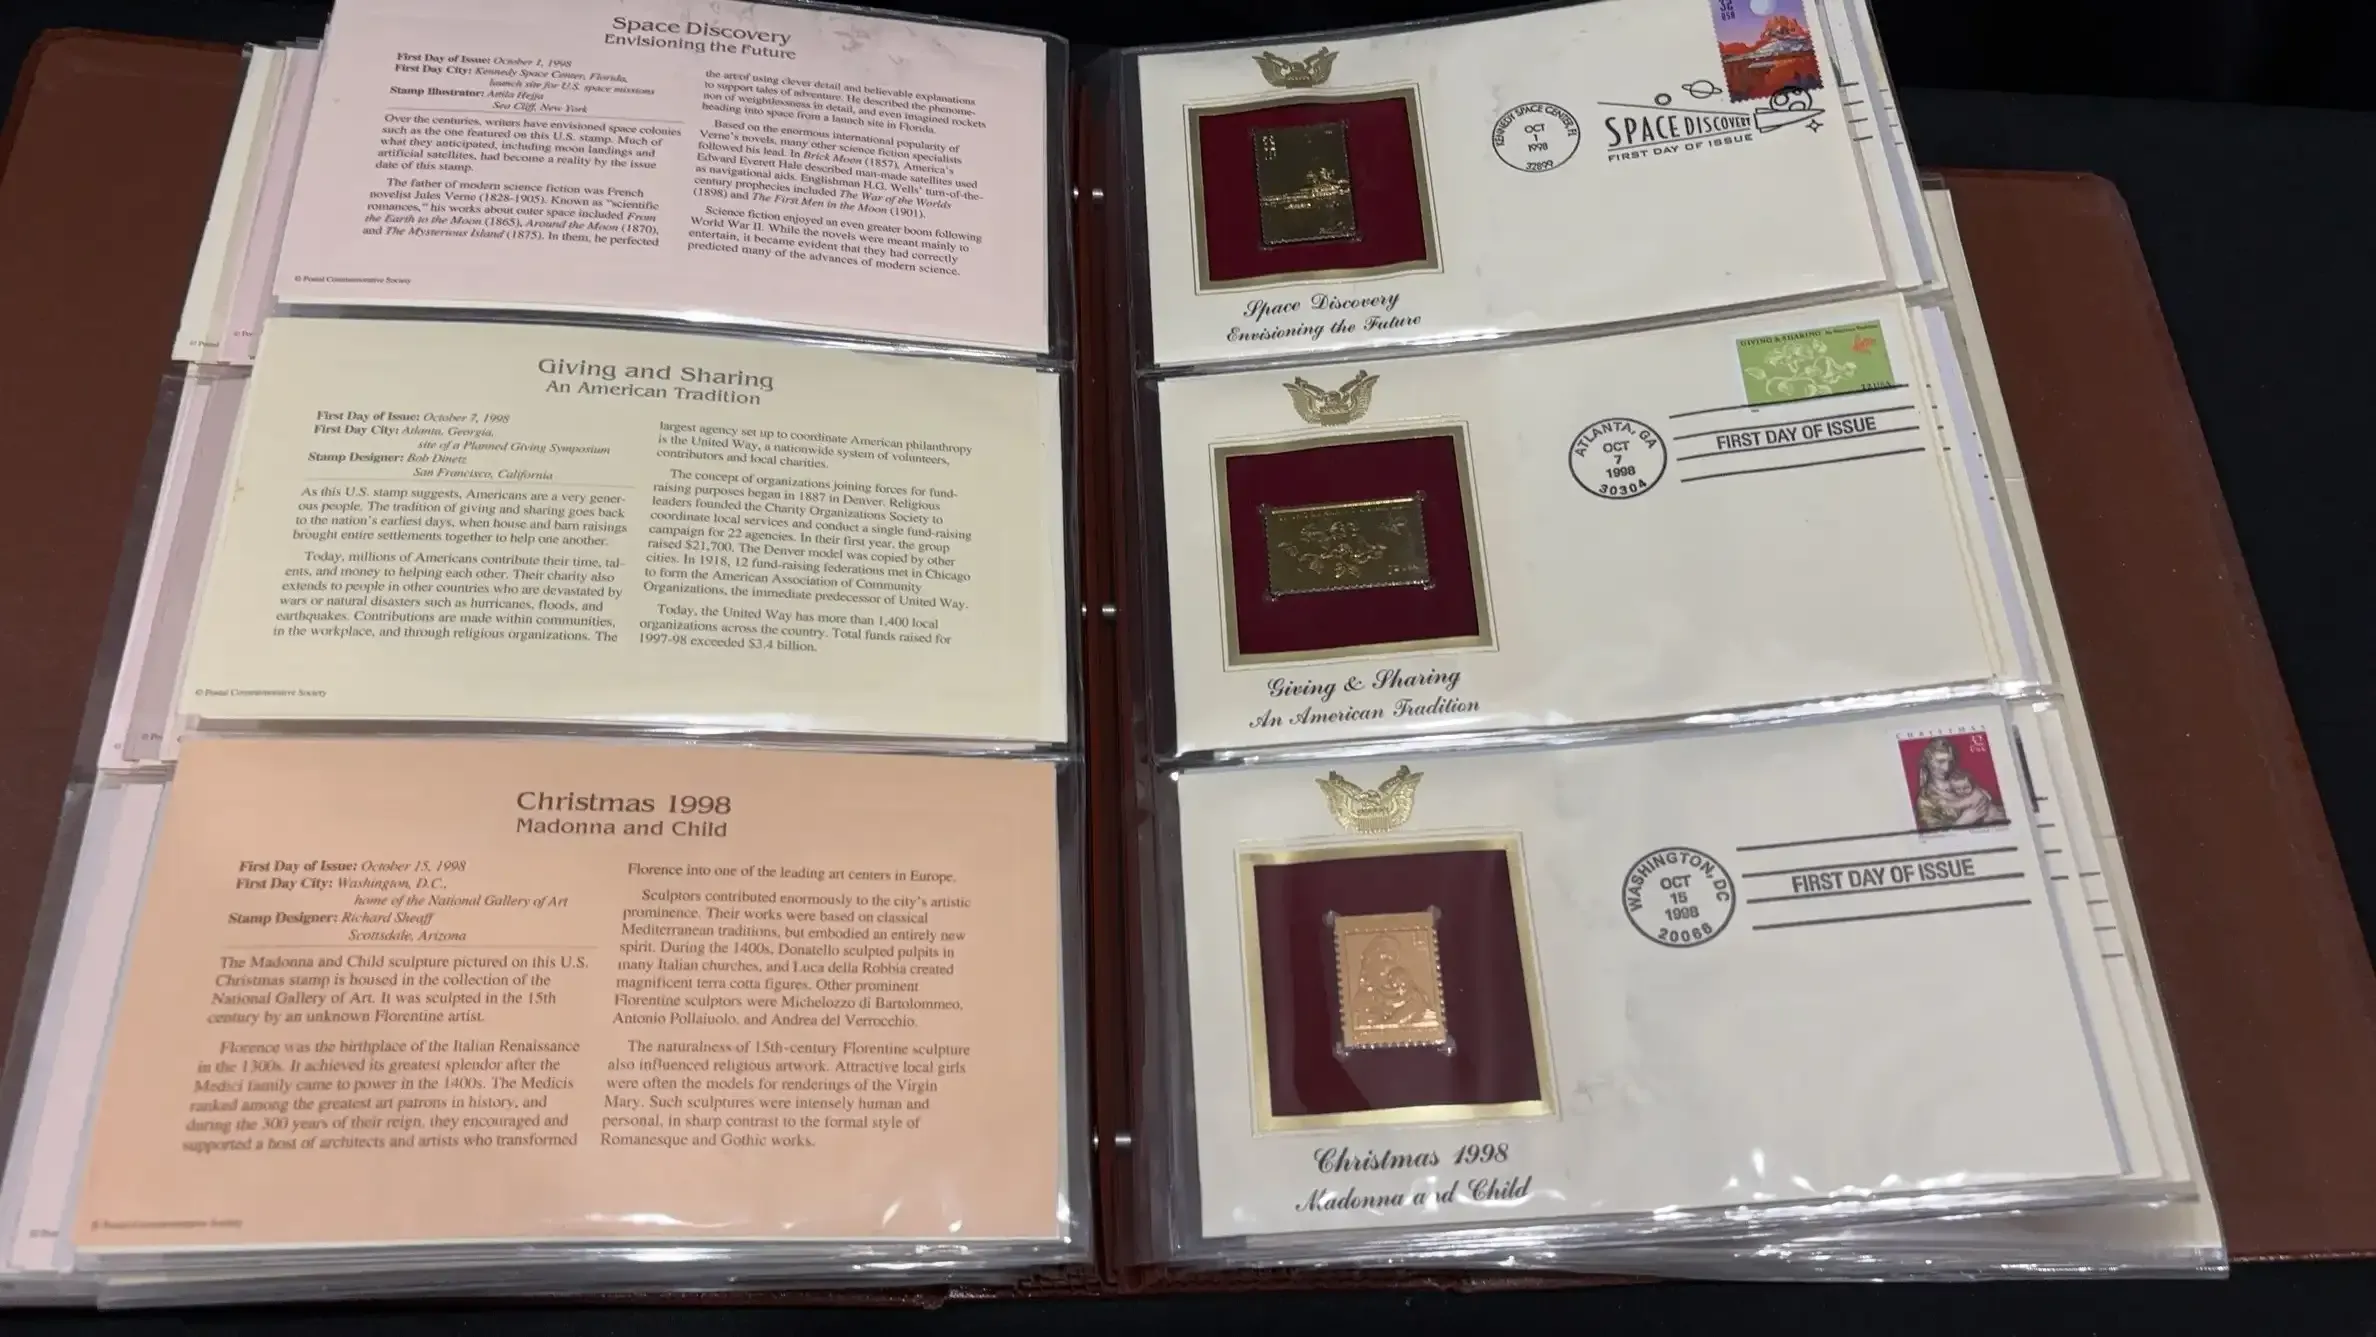 Space Discovery
Envisioning the Future
First Day of Issue: October 1, 1998
First Day City: Kennedy Space Center, Florida,
launch site for U.S. space missions
Stamp Illustrator: Attila Hejja
Sea Cliff, New York
Over the centuries, writers have envisioned space colonies
such as the one featured on this U.S. stamp. Much of
what they anticipated, including moon landings and
artificial satellites, had become a reality by the issue
date of this stamp.
The father of modern science fiction was French
novelist Jules Verne (1828-1905). Known as "scientific
romances," his works about outer space included From
the Earth to the Moon (1865), Around the Moon (1870),
and The Mysterious Island (1875). In them, he perfected
the art of using clever detail and believable explanations
to support tales of adventure. He described the phenome-
non of weightlessness in detail, and even imagined rockets
heading into space from a launch site in Florida.
Based on the enormous international popularity of
Verne's novels, many other science fiction specialists
followed his lead. In Brick Moon (1857), America's
Edward Everett Hale described man-made satellites used
as navigational aids. Englishman H.G. Wells' turn-of-the-
century prophecies included The War of the Worlds
(1898) and The First Men in the Moon (1901).
Science fiction enjoyed an even greater boom following
World War II. While the novels were meant mainly to
entertain, it became evident that they had correctly
predicted many of the advances of modern science.
© Postal Commemorative Society
Giving and Sharing
An American Tradition
First Day of Issue: October 7, 1998
First Day City: Atlanta, Georgia,
site of a Planned Giving Symposium
Stamp Designer: Bob Dinetz
San Francisco, California
As this U.S. stamp suggests, Americans are a very gener-
ous people. The tradition of giving and sharing goes back
to the nation's earliest days, when house and barn raisings
brought entire settlements together to help one another.
Today, millions of Americans contribute their time, tal-
ents, and money to helping each other. Their charity also
extends to people in other countries who are devastated by
wars or natural disasters such as hurricanes, floods, and
earthquakes. Contributions are made within communities,
in the workplace, and through religious organizations. The
largest agency set up to coordinate American philanthropy
is the United Way, a nationwide system of volunteers,
contributors and local charities.
The concept of organizations joining forces for fund-
raising purposes began in 1887 in Denver. Religious
leaders founded the Charity Organizations Society to
coordinate local services and conduct a single fund-raising
campaign for 22 agencies. In their first year, the group
raised $21,700. The Denver model was copied by other
cities. In 1918, 12 fund-raising federations met in Chicago
to form the American Association of Community
Organizations, the immediate predecessor of United Way.
Today, the United Way has more than 1,400 local
organizations across the country. Total funds raised for
1997-98 exceeded $3.4 billion.
© Postal Commemorative Society
Christmas 1998
Madonna and Child
First Day of Issue: October 15, 1998
First Day City: Washington, D.C.,
home of the National Gallery of Art
Stamp Designer: Richard Sheaff
Scottsdale, Arizona
The Madonna and Child sculpture pictured on this U.S.
Christmas stamp is housed in the collection of the
National Gallery of Art. It was sculpted in the 15th
century by an unknown Florentine artist.
Florence was the birthplace of the Italian Renaissance
in the 1300s. It achieved its greatest splendor after the
Medici family came to power in the 1400s. The Medicis
ranked among the greatest art patrons in history, and
during the 300 years of their reign, they encouraged and
supported a host of architects and artists who transformed
Florence into one of the leading art centers in Europe.
Sculptors contributed enormously to the city's artistic
prominence. Their works were based on classical
Mediterranean traditions, but embodied an entirely new
spirit. During the 1400s, Donatello sculpted pulpits in
many Italian churches, and Luca della Robbia created
magnificent terra cotta figures. Other prominent
Florentine sculptors were Michelozzo di Bartolommeo,
Antonio Pollaiuolo, and Andrea del Verrocchio.
The naturalness of 15th-century Florentine sculpture
also influenced religious artwork. Attractive local girls
were often the models for renderings of the Virgin
Mary. Such sculptures were intensely human and
personal, in sharp contrast to the formal style of
Romanesque and Gothic works.
© Postal Commemorative Society
32
USA
KENNEDY SPACE CENTER, FL
OCT
1
1998
32899
SPACE DISCOVERY
FIRST DAY OF ISSUE
Space Discovery
Envisioning the Future
GIVING & SHARING
ATLANTA, GA
OCT
7
1998
30304
FIRST DAY OF ISSUE
Giving & Sharing
An American Tradition
CHRISTMAS
32
USA
WASHINGTON, DC
OCT
15
1998
20066
FIRST DAY OF ISSUE
Christmas 1998
Madonna and Child